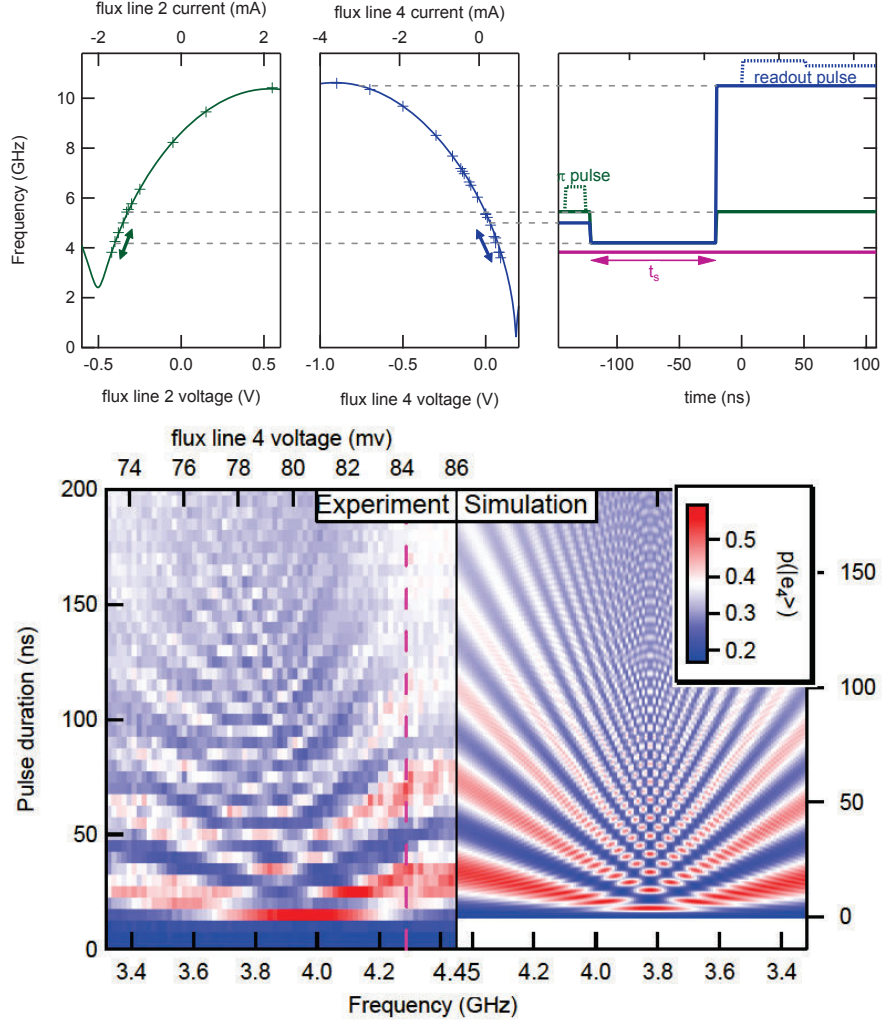 flux line 2 current (mA)
-2 0 2
flux line 4 current (mA)
-4 -2 0
Frequency (GHz)
10
8
6
4
2
0
π pulse
readout pulse
t_s
-0.5 0.0 0.5
-1.0 -0.5 0.0
-100 -50 0 50 100
flux line 2 voltage (V)
flux line 4 voltage (V)
time (ns)
flux line 4 voltage (mv)
74 76 78 80 82 84 86
Experiment Simulation
Pulse duration (ns)
200
150
100
50
0
0.5
0.4
0.3
0.2
p(|e₄>)
150
100
50
0
3.4 3.6 3.8 4.0 4.2 4.45 4.2 4.0 3.8 3.6 3.4
Frequency (GHz)